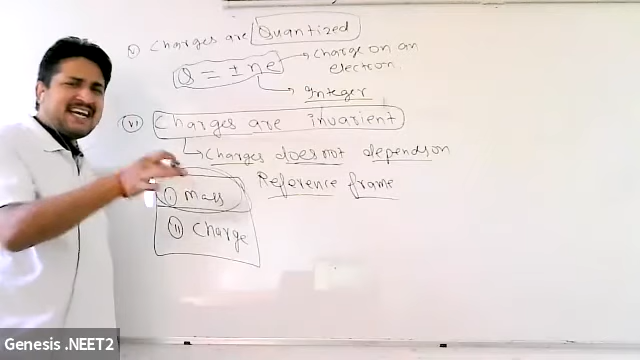 v) Charges are Quantized
Q = ± ne → Charge on an
electron.
→ Integer
vi) Charges are invarient
→ Charges does not depends on
Reference frame
i) Mass
ii) Charge
Genesis .NEET2